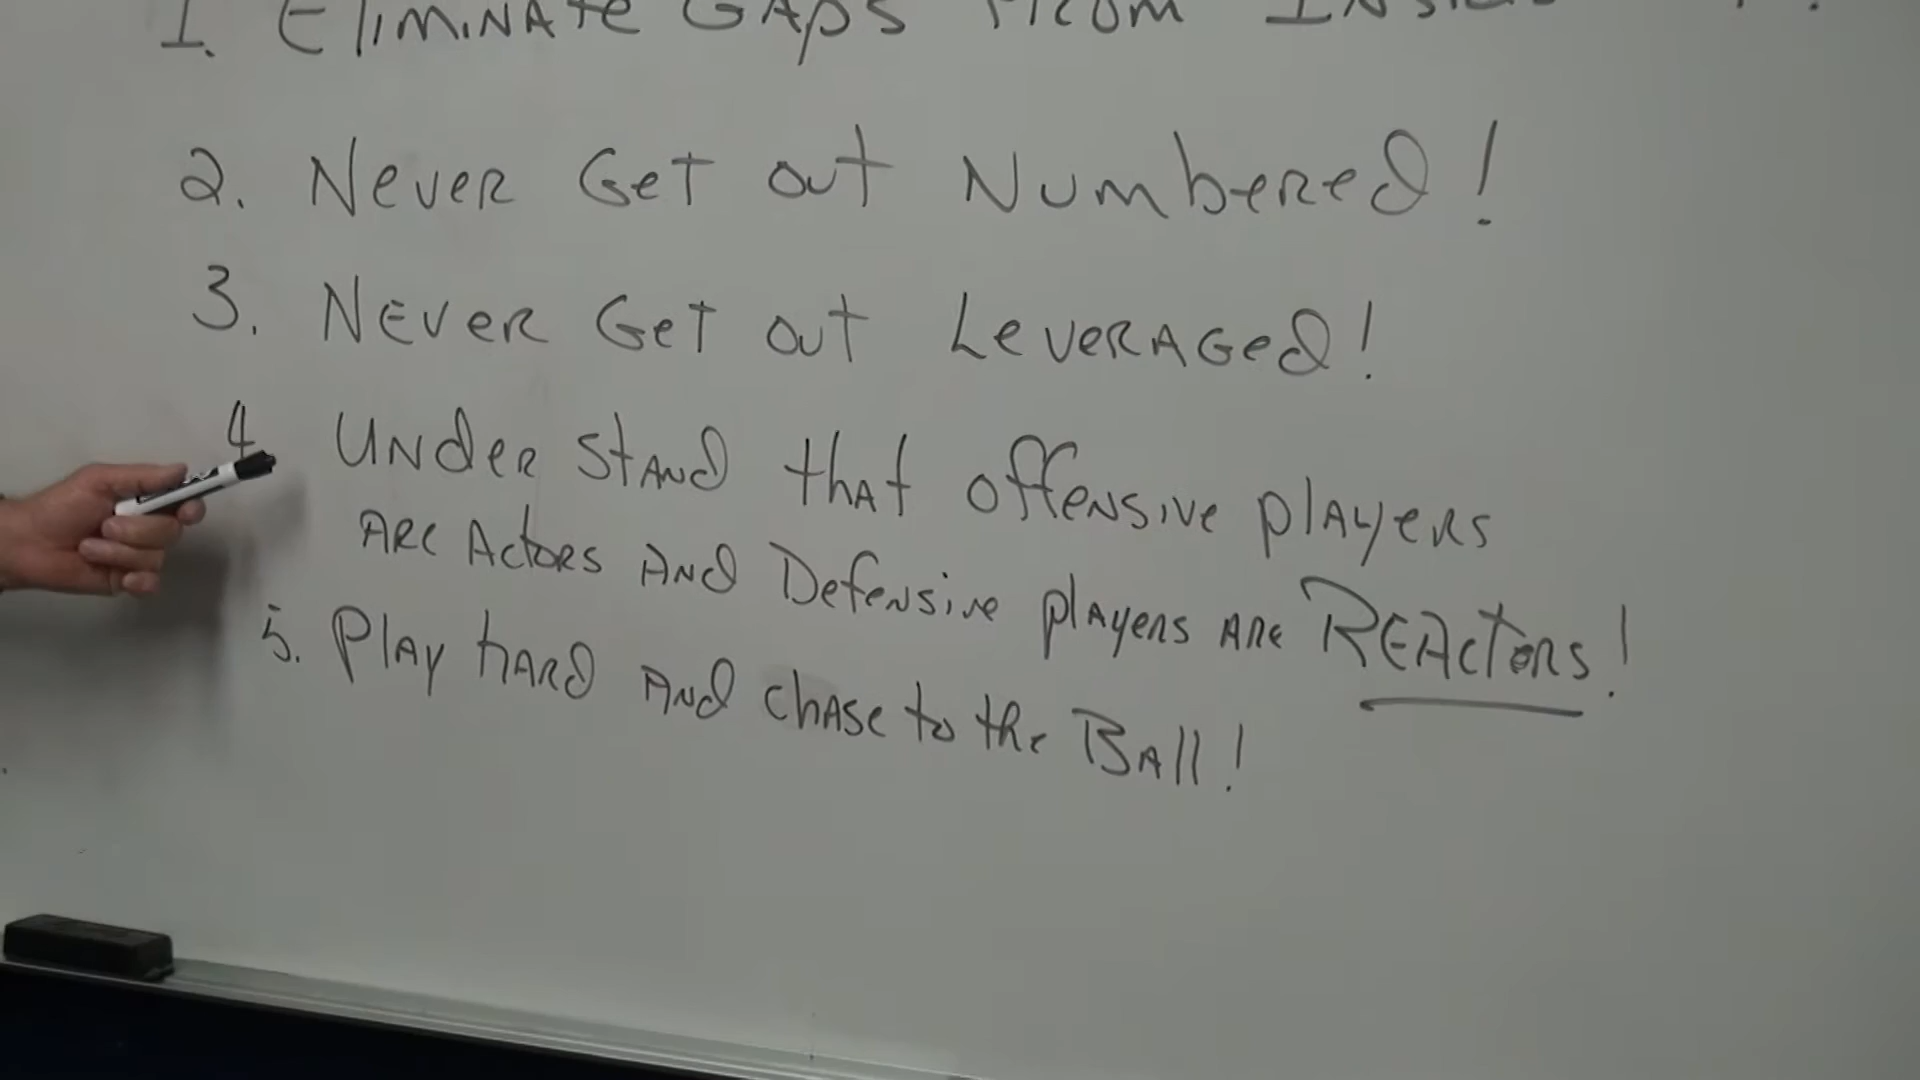 1. Eliminate Gaps From
2. Never Get out Numbered!
3. Never Get out Leveraged!
4. Under stand that offensive players
are Actors and Defensive players are Reactors!
5. Play hard and chase to the Ball!